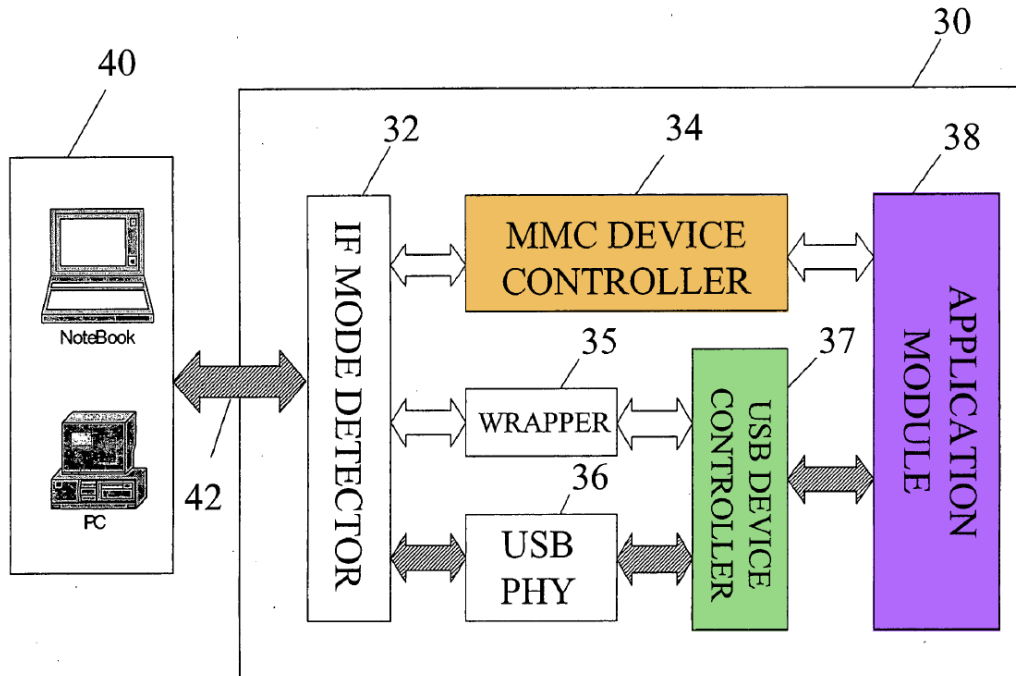 30
40
32
34
38
IF MODE DETECTOR
MMC DEVICE
CONTROLLER
APPLICATION
MODULE
NoteBook
35
37
WRAPPER
USB DEVICE
CONTROLLER
42
36
PC
USB
PHY